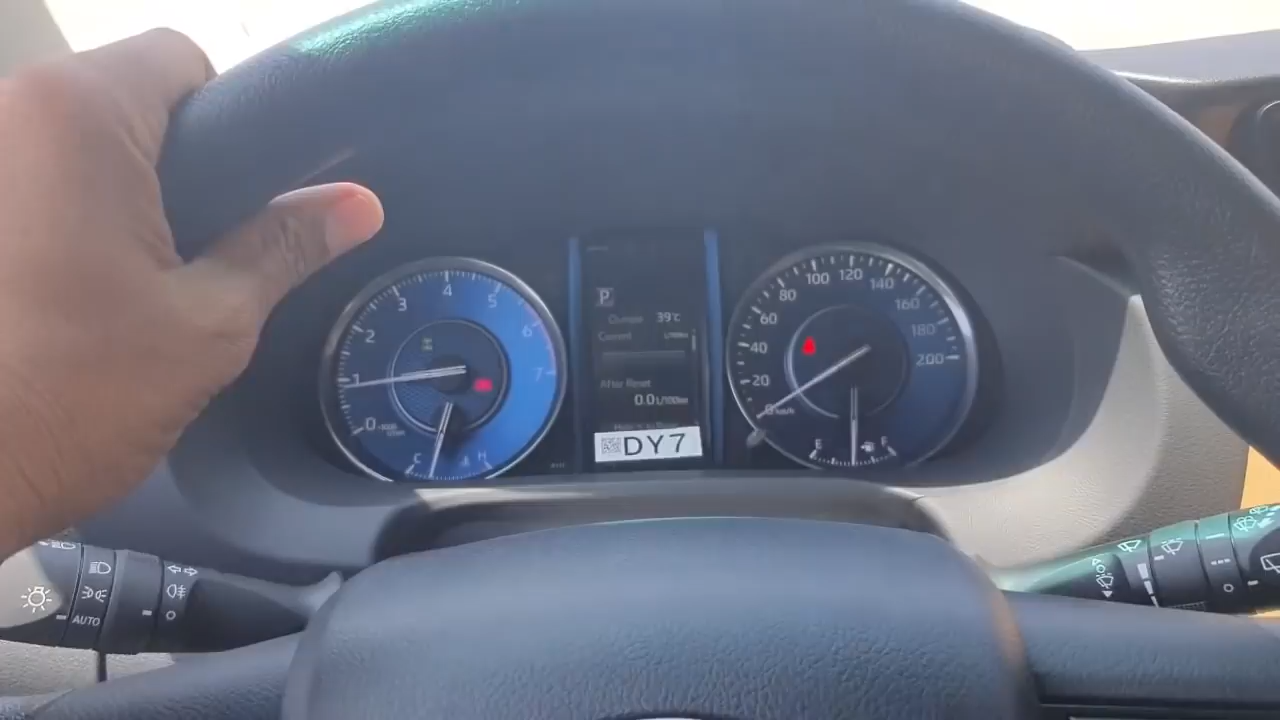 0 1 2 3 4 5 6 7
×1000
C H
P
39°C
Current
After Reset
0.0 L/100km
DY7
0 20 40 60 80 100 120 140 160 180 200
km/h
E F
AUTO